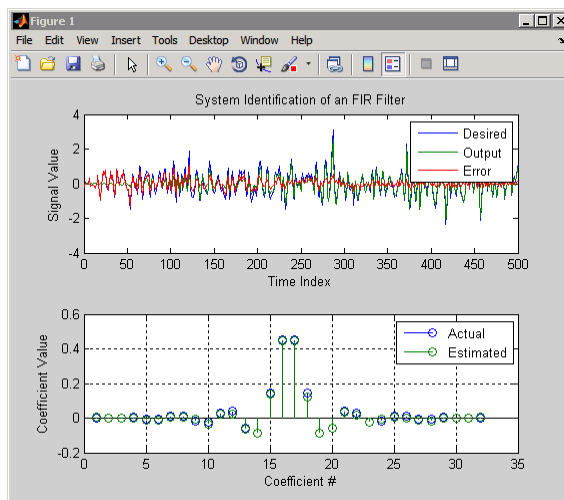 Figure 1
File Edit View Insert Tools Desktop Window Help
System Identification of an FIR Filter
4
2
0
-2
-4
Signal Value
Desired
Output
Error
0 50 100 150 200 250 300 350 400 450 500
Time Index
0.6
0.4
0.2
0
-0.2
Coefficient Value
Actual
Estimated
0 5 10 15 20 25 30 35
Coefficient #